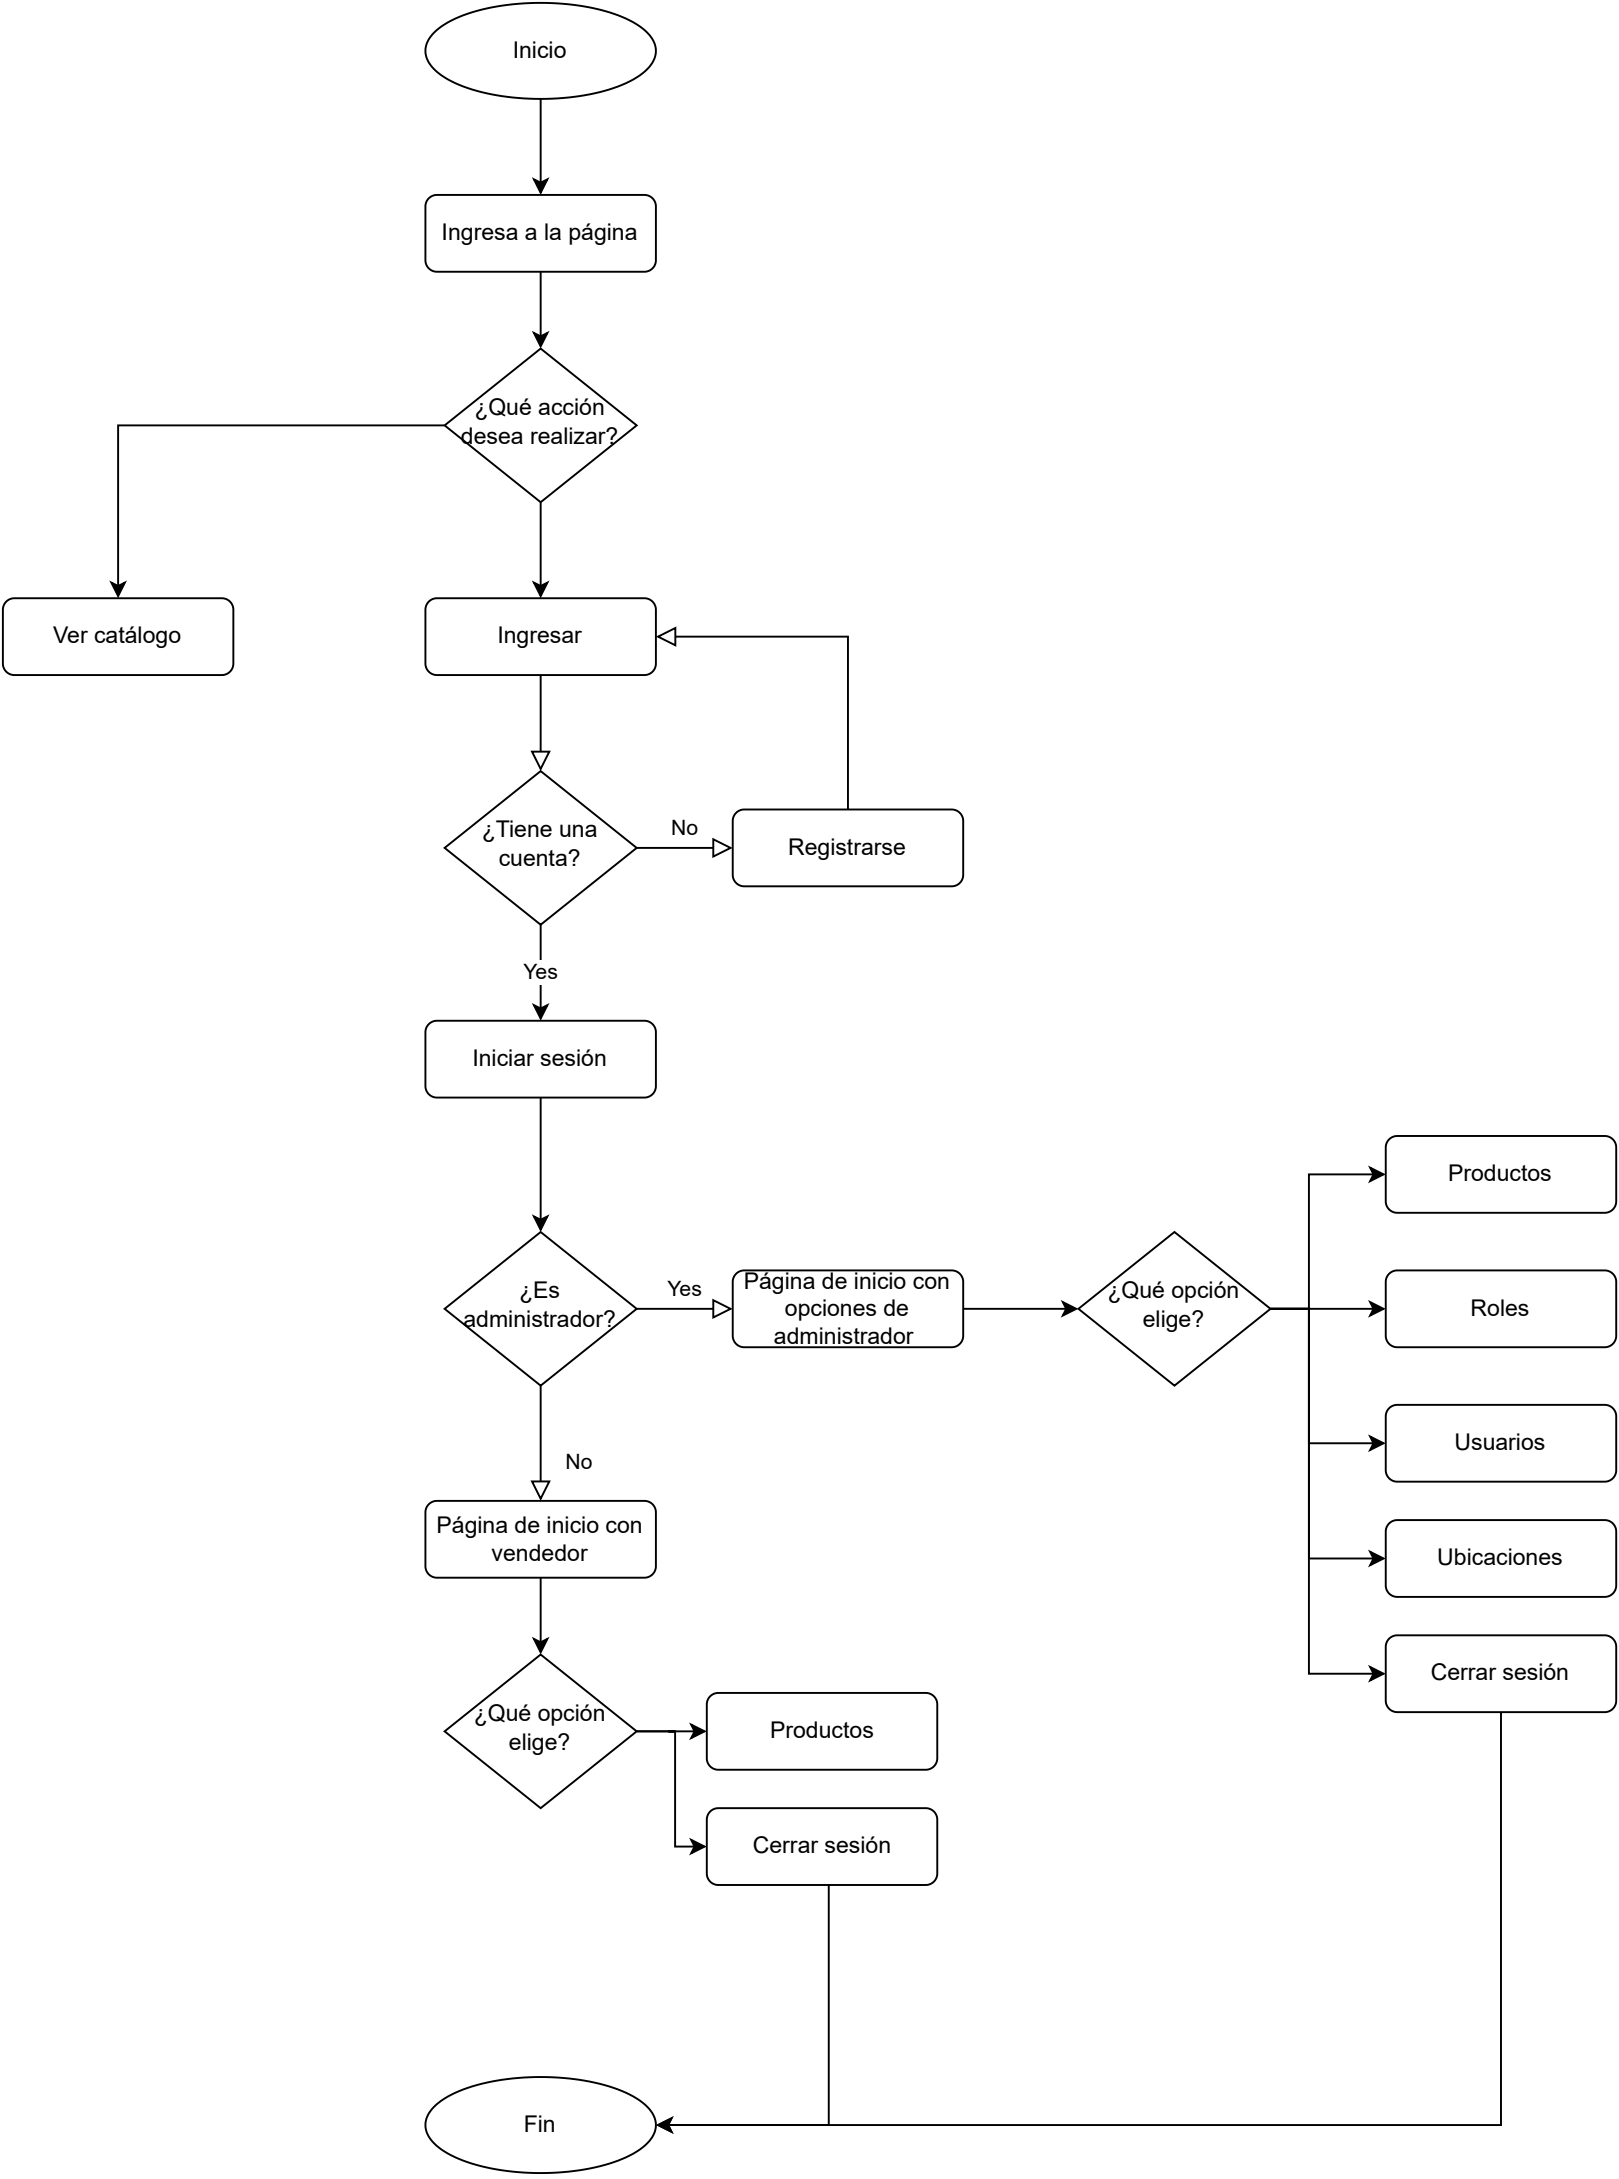 Inicio
Ingresa a la página
¿Qué acción
desea realizar?
Ver catálogo
Ingresar
¿Tiene una
cuenta?
No
Registrarse
Yes
Iniciar sesión
¿Es
administrador?
Yes
Página de inicio con
opciones de
administrador
¿Qué opción
elige?
Productos
Roles
Usuarios
Ubicaciones
Cerrar sesión
No
Página de inicio con
vendedor
¿Qué opción
elige?
Productos
Cerrar sesión
Fin